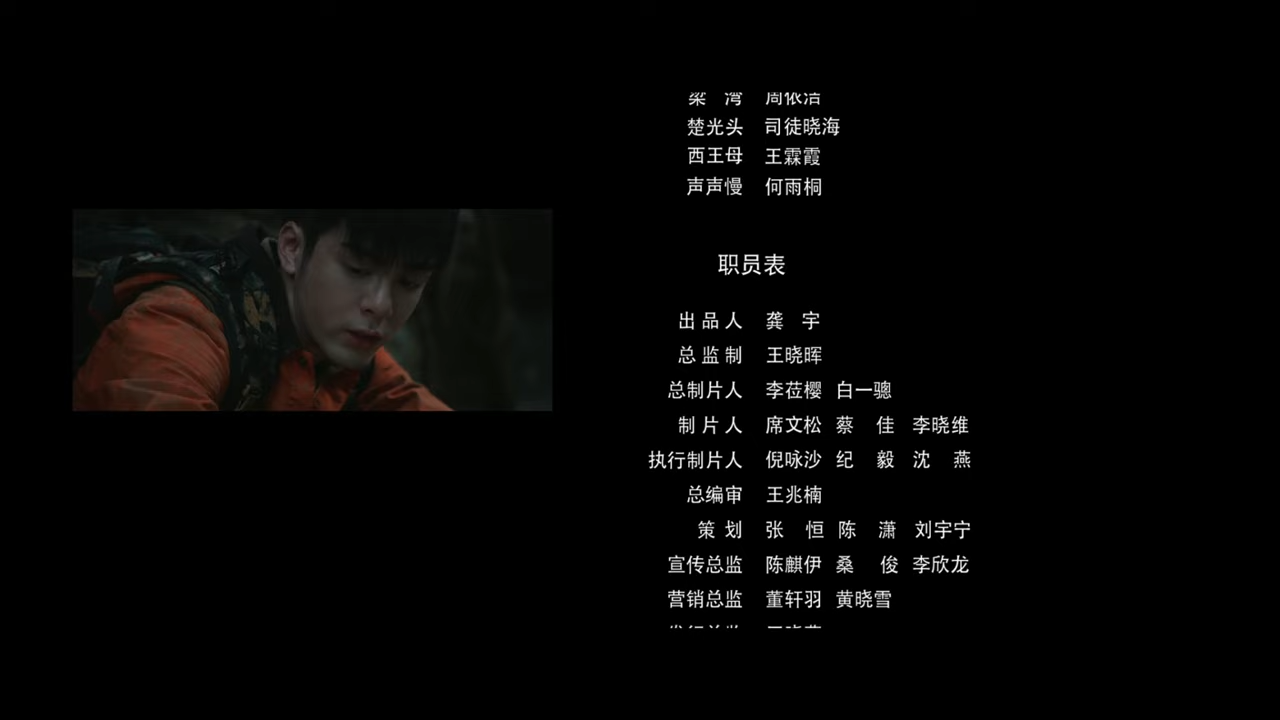 梁 湾 周依洁
楚光头 司徒晓海
西王母 王霖霞
声声慢 何雨桐
职员表
出品人 龚 宇
总监制 王晓晖
总制片人 李莅樱 白一骢
制片人 席文松 蔡 佳 李晓维
执行制片人 倪咏沙 纪 毅 沈 燕
总编审 王兆楠
策划 张 恒 陈 潇 刘宇宁
宣传总监 陈麒伊 桑 俊 李欣龙
营销总监 董轩羽 黄晓雪